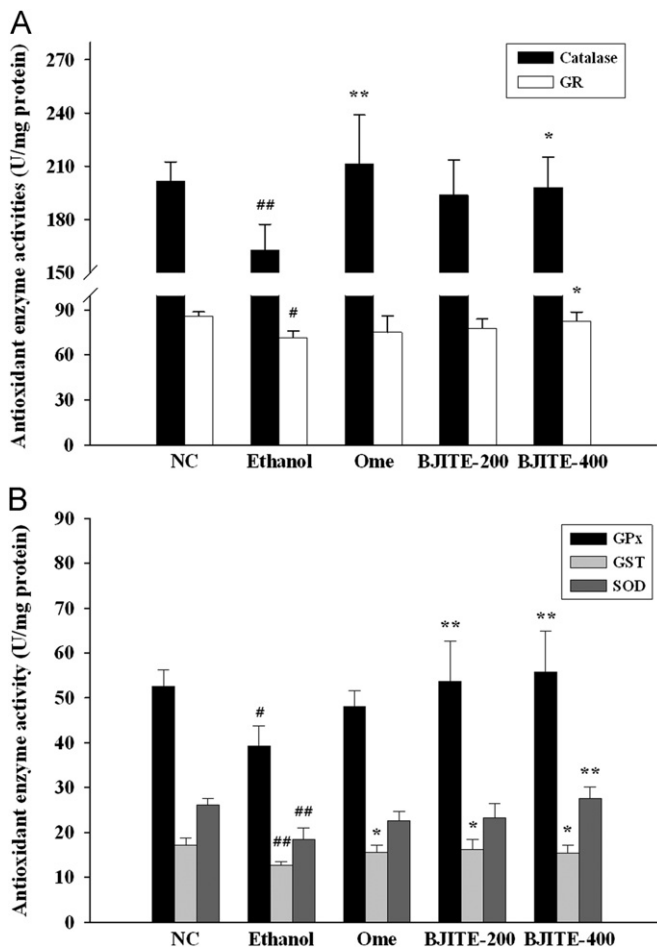 A
Antioxidant enzyme activities (U/mg protein)
270
240
210
180
150
90
60
30
0
Catalase
GR
**
*
##
#
*
NC Ethanol Ome BJITE-200 BJITE-400
B
Antioxidant enzyme activity (U/mg protein)
90
80
70
60
50
40
30
20
10
0
GPx
GST
SOD
** **
#
**
##
## * * *
NC Ethanol Ome BJITE-200 BJITE-400